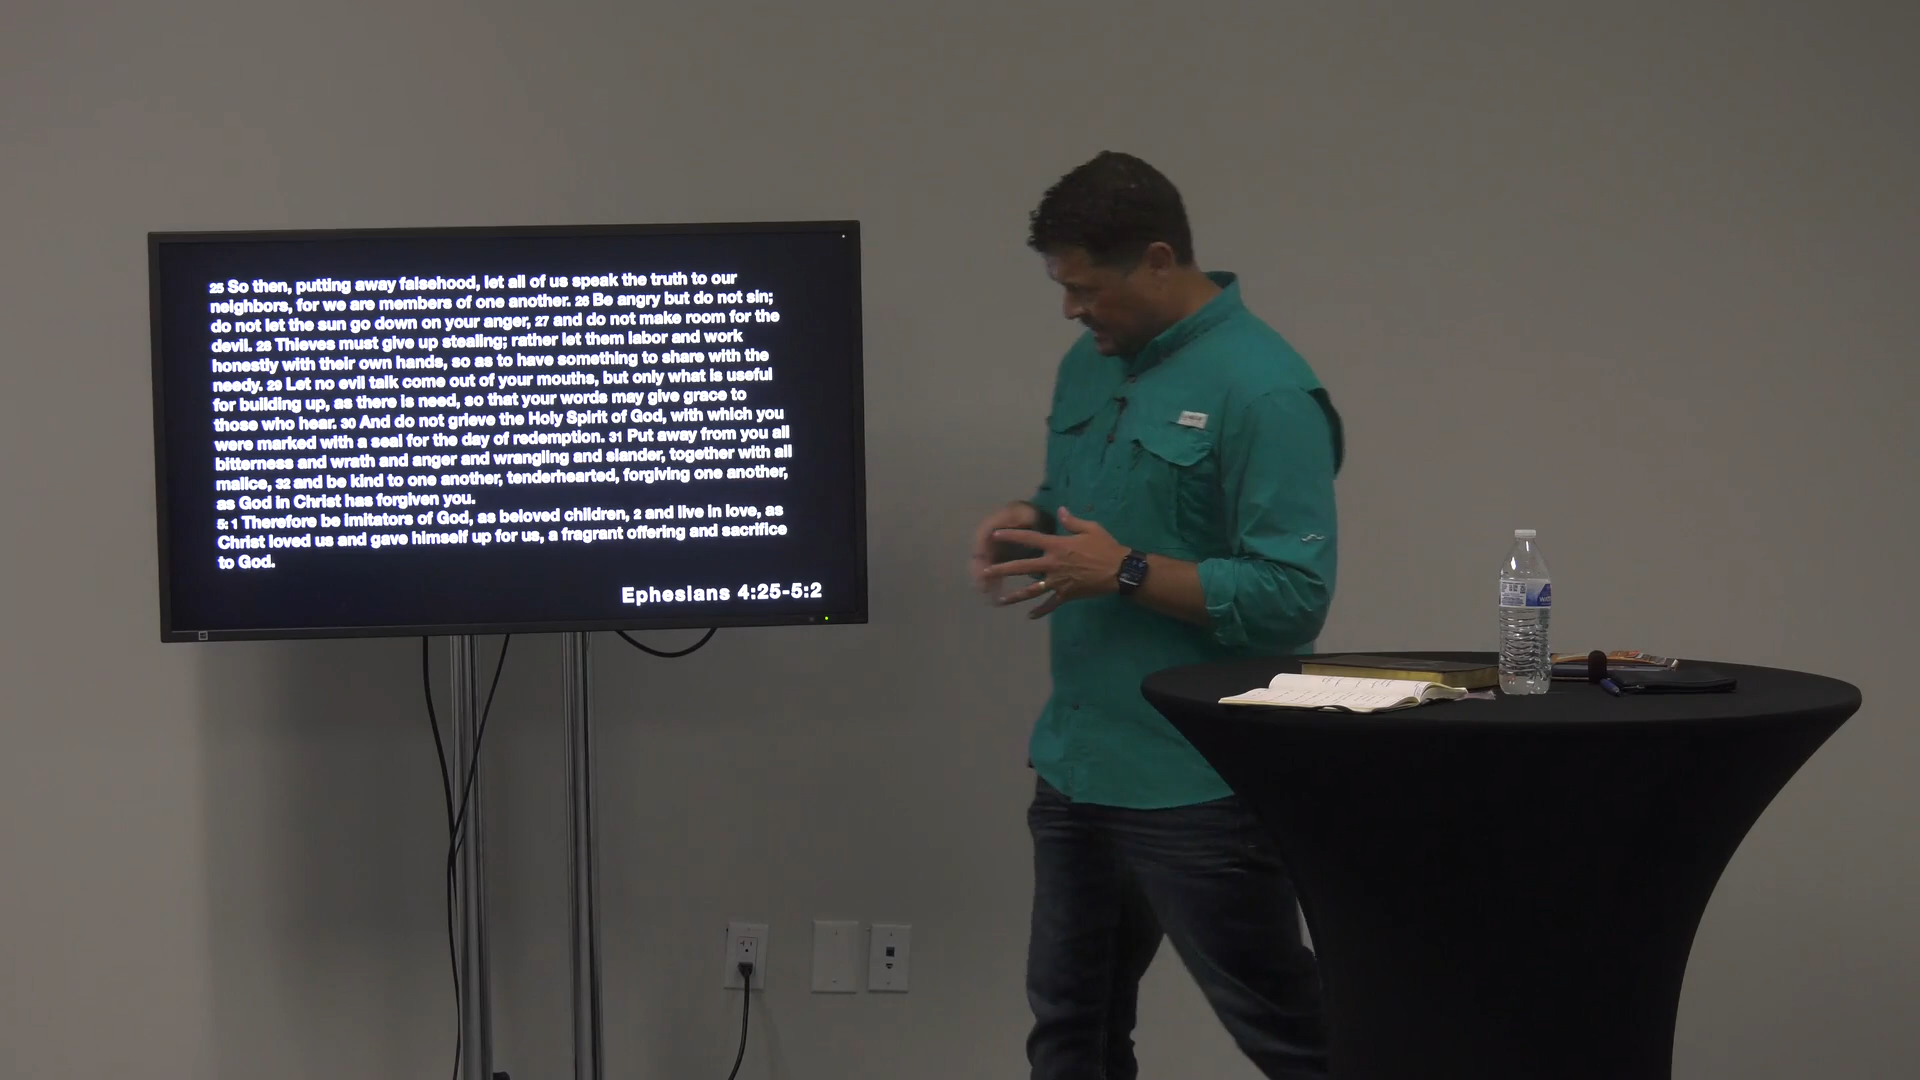 25 So then, putting away falsehood, let all of us speak the truth to our
neighbors, for we are members of one another. 26 Be angry but do not sin;
do not let the sun go down on your anger, 27 and do not make room for the
devil. 28 Thieves must give up stealing; rather let them labor and work
honestly with their own hands, so as to have something to share with the
needy. 29 Let no evil talk come out of your mouths, but only what is useful
for building up, as there is need, so that your words may give grace to
those who hear. 30 And do not grieve the Holy Spirit of God, with which you
were marked with a seal for the day of redemption. 31 Put away from you all
bitterness and wrath and anger and wrangling and slander, together with all
malice, 32 and be kind to one another, tenderhearted, forgiving one another,
as God in Christ has forgiven you.
5:1 Therefore be imitators of God, as beloved children, 2 and live in love, as
Christ loved us and gave himself up for us, a fragrant offering and sacrifice
to God.
Ephesians 4:25-5:2